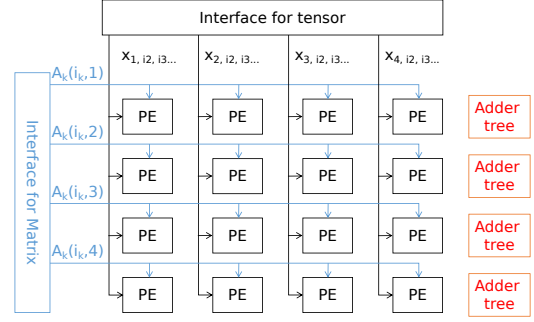 Interface for tensor
x1, i2, i3... x2, i2, i3... x3, i2, i3... x4, i2, i3...
Interface for Matrix
Ak(ik,1)
PE PE PE PE Adder tree
Ak(ik,2)
PE PE PE PE Adder tree
Ak(ik,3)
PE PE PE PE Adder tree
Ak(ik,4)
PE PE PE PE Adder tree